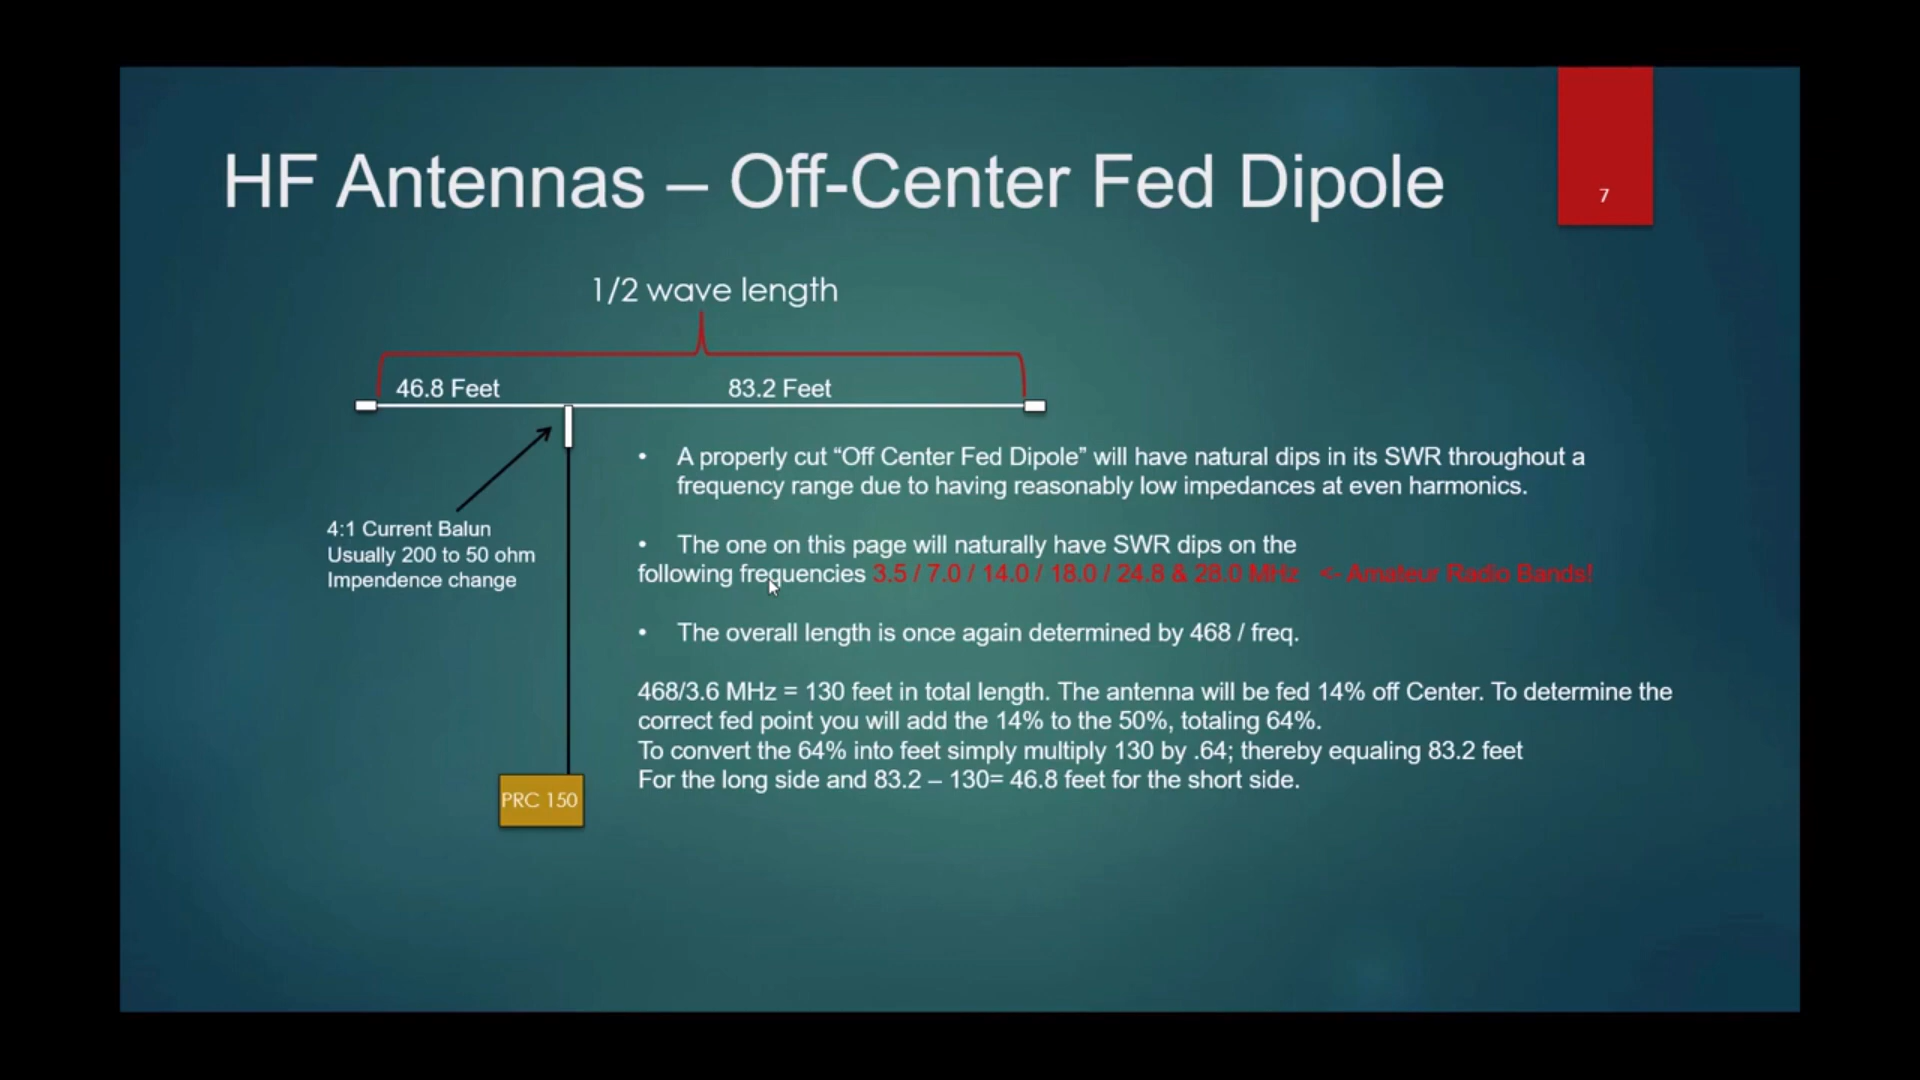 HF Antennas – Off-Center Fed Dipole
7
1/2 wave length
46.8 Feet
83.2 Feet
4:1 Current Balun
Usually 200 to 50 ohm
Impendence change
PRC 150
• A properly cut “Off Center Fed Dipole” will have natural dips in its SWR throughout a
frequency range due to having reasonably low impedances at even harmonics.
• The one on this page will naturally have SWR dips on the
following frequencies 3.5 / 7.0 / 14.0 / 18.0 / 24.8 & 28.0 MHz <- Amateur Radio Bands!
• The overall length is once again determined by 468 / freq.
468/3.6 MHz = 130 feet in total length. The antenna will be fed 14% off Center. To determine the
correct fed point you will add the 14% to the 50%, totaling 64%.
To convert the 64% into feet simply multiply 130 by .64; thereby equaling 83.2 feet
For the long side and 83.2 – 130= 46.8 feet for the short side.